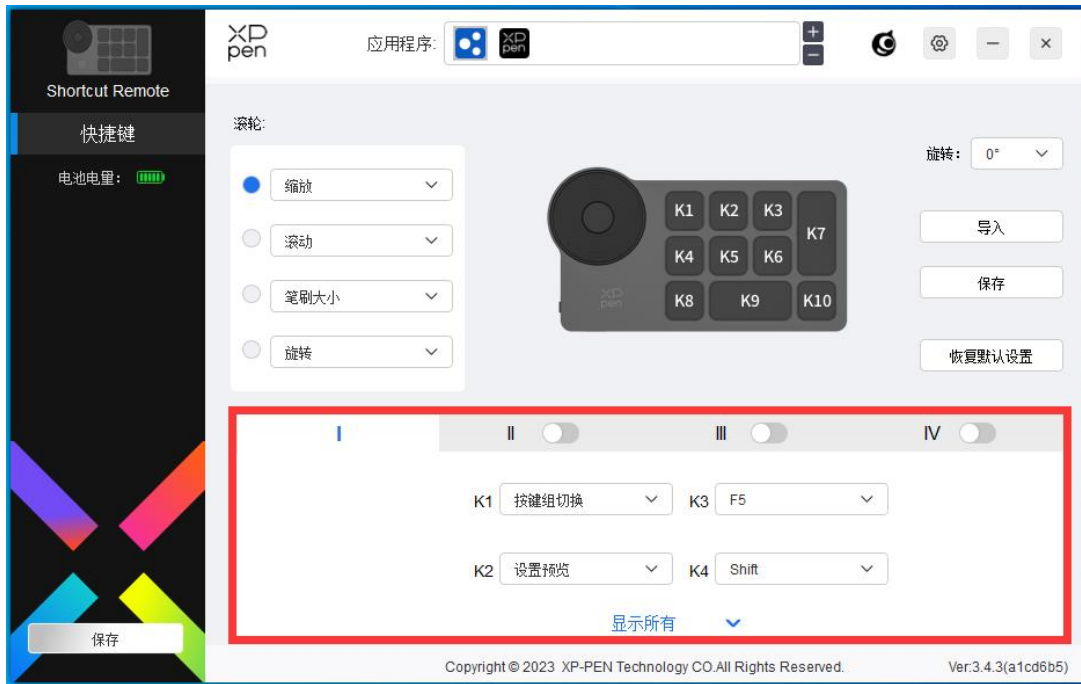 Shortcut Remote
快捷键
电池电量：
保存
XP
pen
应用程序:
XP
pen
+
−
滚轮:
缩放
滚动
笔刷大小
旋转
K1 K2 K3
K7
K4 K5 K6
XP
pen
K8 K9 K10
旋转： 0°
导入
保存
恢复默认设置
Ⅰ Ⅱ Ⅲ Ⅳ
K1 按键组切换 K3 F5
K2 设置预览 K4 Shift
显示所有
Copyright © 2023 XP-PEN Technology CO.All Rights Reserved. Ver:3.4.3(a1cd6b5)